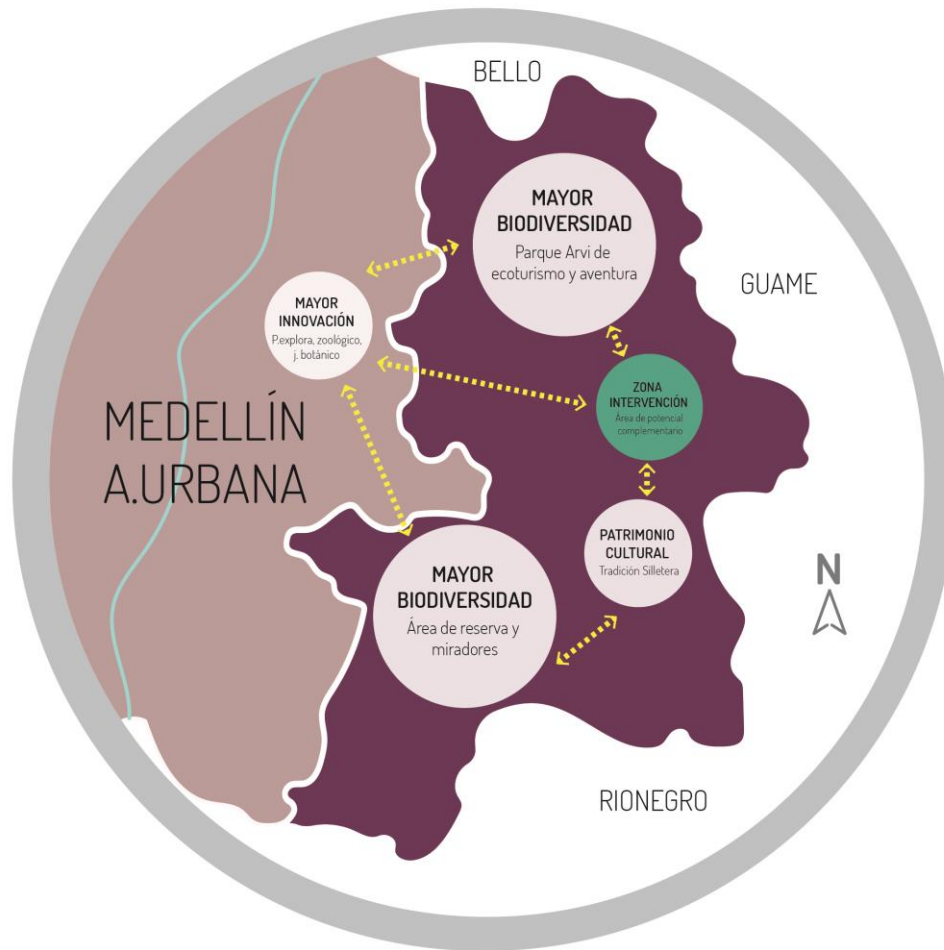 BELLO
MAYOR
BIODIVERSIDAD
Parque Arvi de
ecoturismo y aventura
GUAME
MAYOR
INNOVACIÓN
P.explora, zoológico,
j. botánico
ZONA
INTERVENCIÓN
Área de potencial
complementario
MEDELLÍN
A.URBANA
PATRIMONIO
CULTURAL
Tradición Silletera
MAYOR
BIODIVERSIDAD
Área de reserva y
miradores
N
RIONEGRO